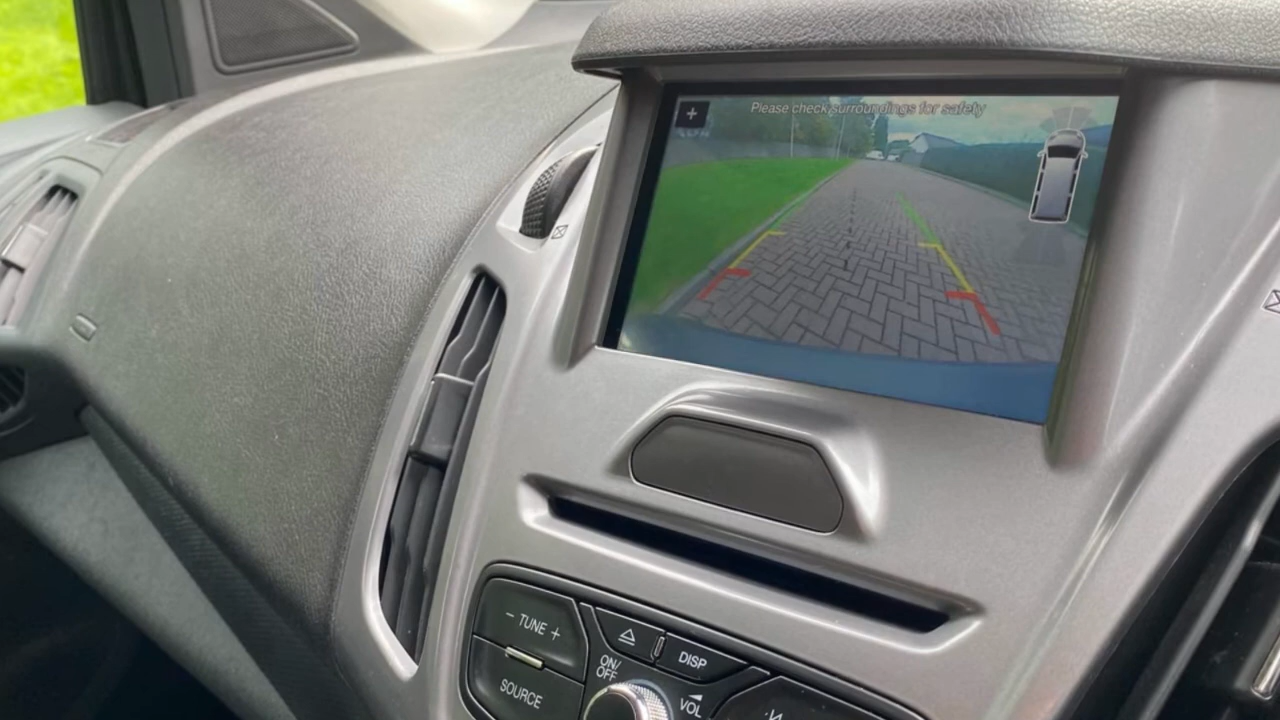 Please check surroundings for safety
+
- TUNE +
DISP
ON/
OFF
SOURCE
VOL